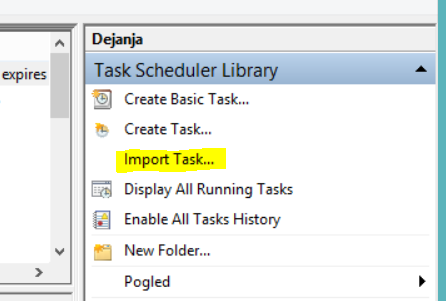 Dejanja
expires
Task Scheduler Library
Create Basic Task...
Create Task...
Import Task...
Display All Running Tasks
Enable All Tasks History
New Folder...
Pogled